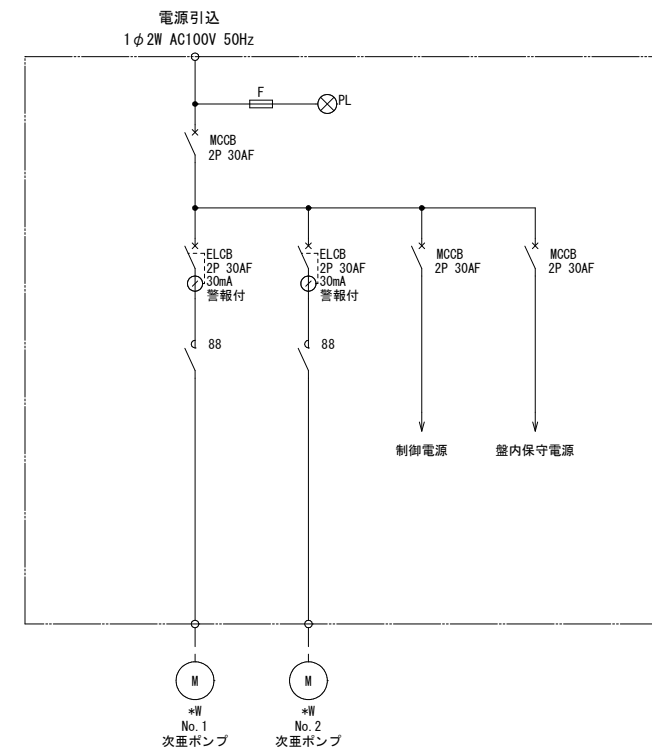 電源引込
1φ2W AC100V 50Hz
F
PL
MCCB
2P 30AF
ELCB
2P 30AF
30mA
警報付
ELCB
2P 30AF
30mA
警報付
MCCB
2P 30AF
MCCB
2P 30AF
88
88
制御電源
盤内保守電源
M
M
*W
No.1
次亜ポンプ
*W
No.2
次亜ポンプ